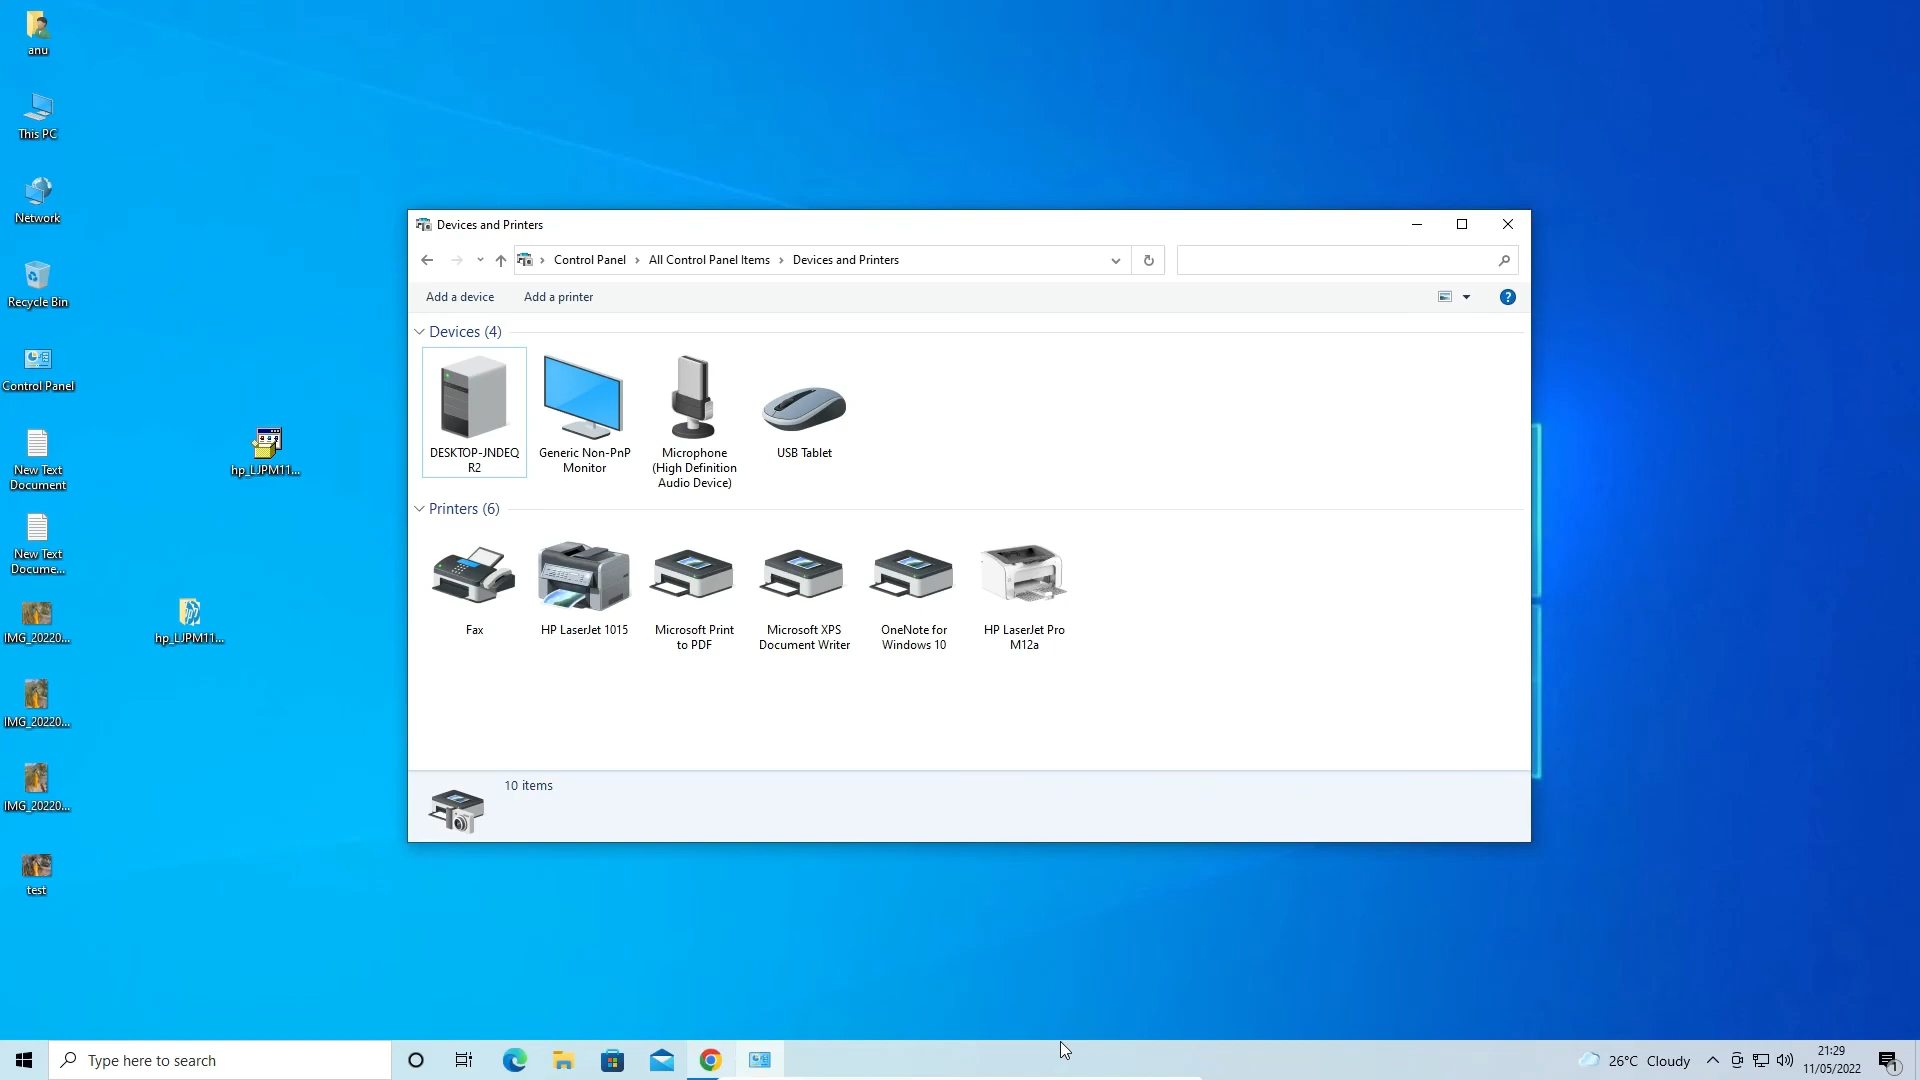 anu
This PC
Network
Recycle Bin
Control Panel
New Text
Document
New Text
Docume...
IMG_20220...
IMG_20220...
IMG_20220...
test
hp_LJPM11...
hp_LJPM11...
Devices and Printers
Control Panel
All Control Panel Items
Devices and Printers
Add a device
Add a printer
?
Devices (4)
DESKTOP-JNDEQ
R2
Generic Non-PnP
Monitor
Microphone
(High Definition
Audio Device)
USB Tablet
Printers (6)
Fax
HP LaserJet 1015
Microsoft Print
to PDF
Microsoft XPS
Document Writer
OneNote for
Windows 10
HP LaserJet Pro
M12a
10 items
Type here to search
26°C Cloudy
21:29
11/05/2022
1